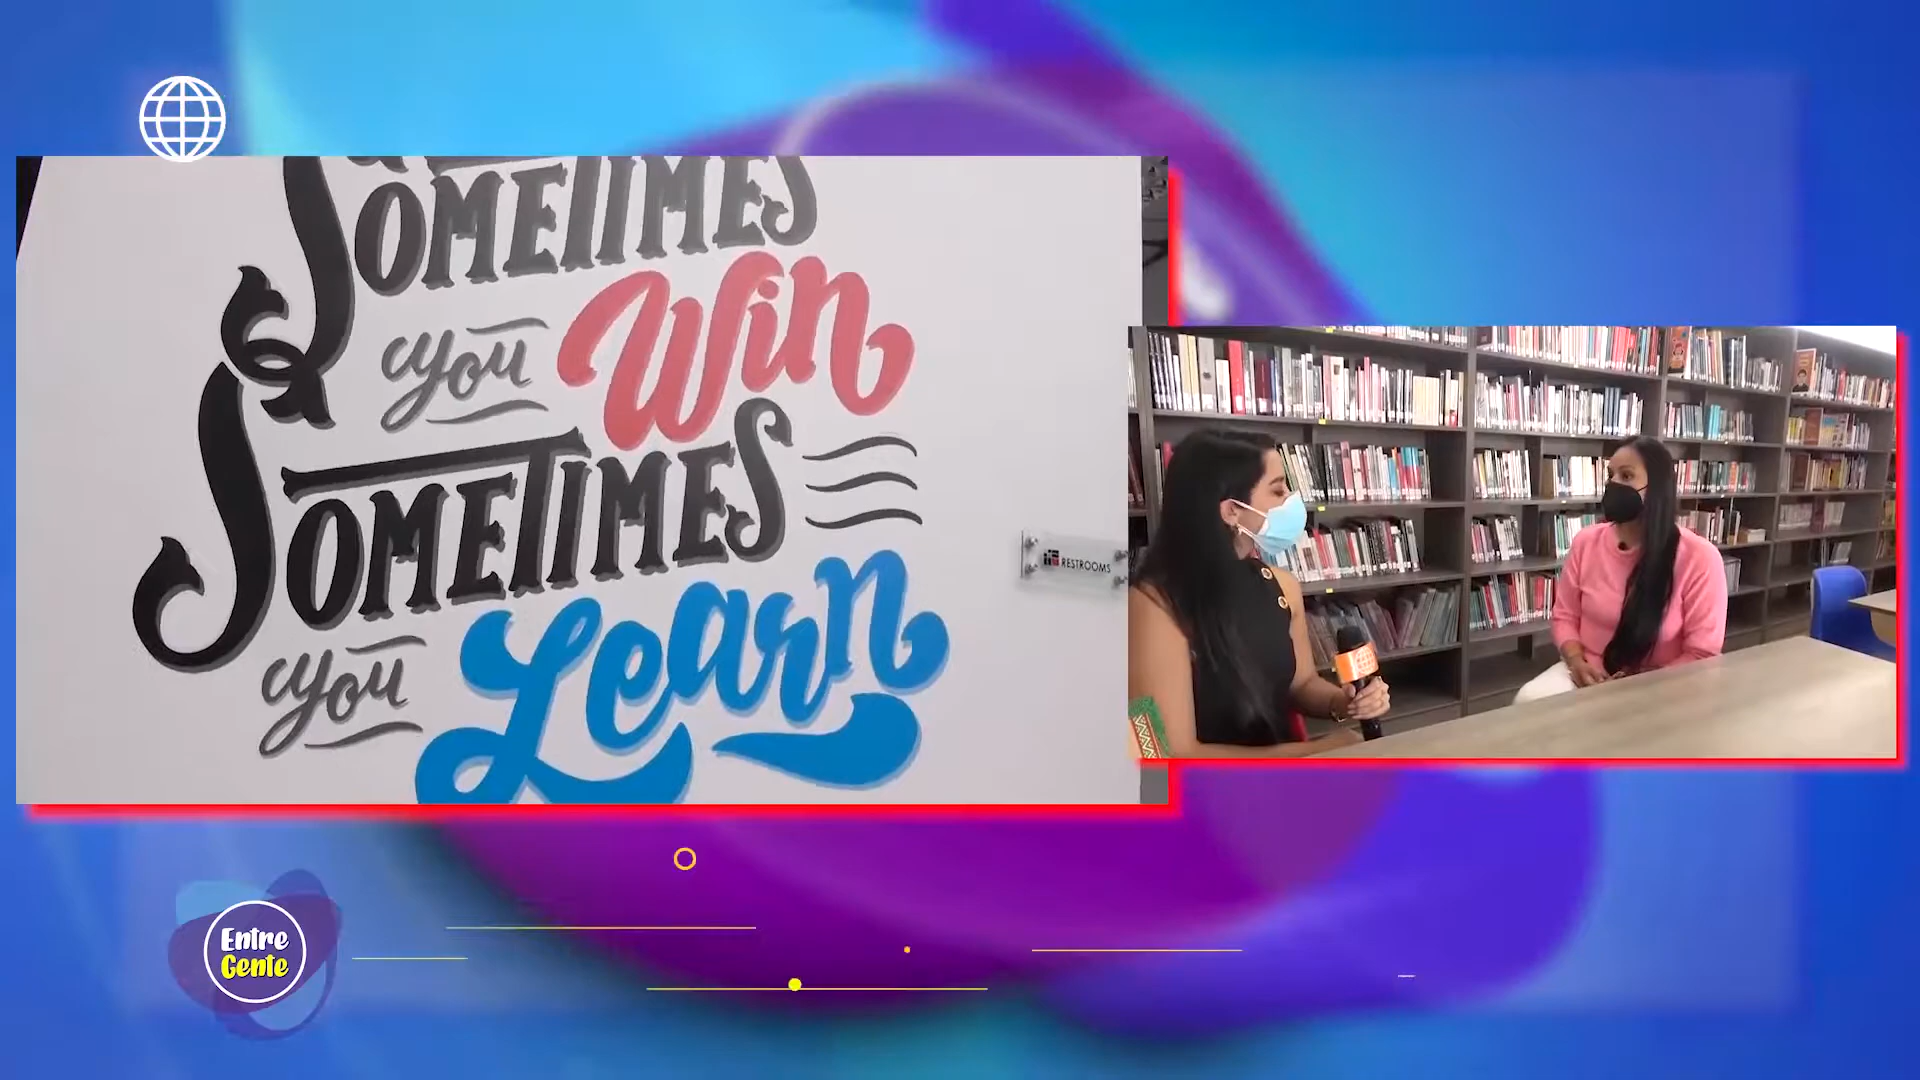 SOMETIMES
you Win
SOMETIMES
you Learn
RESTROOMS
Entre
Gente